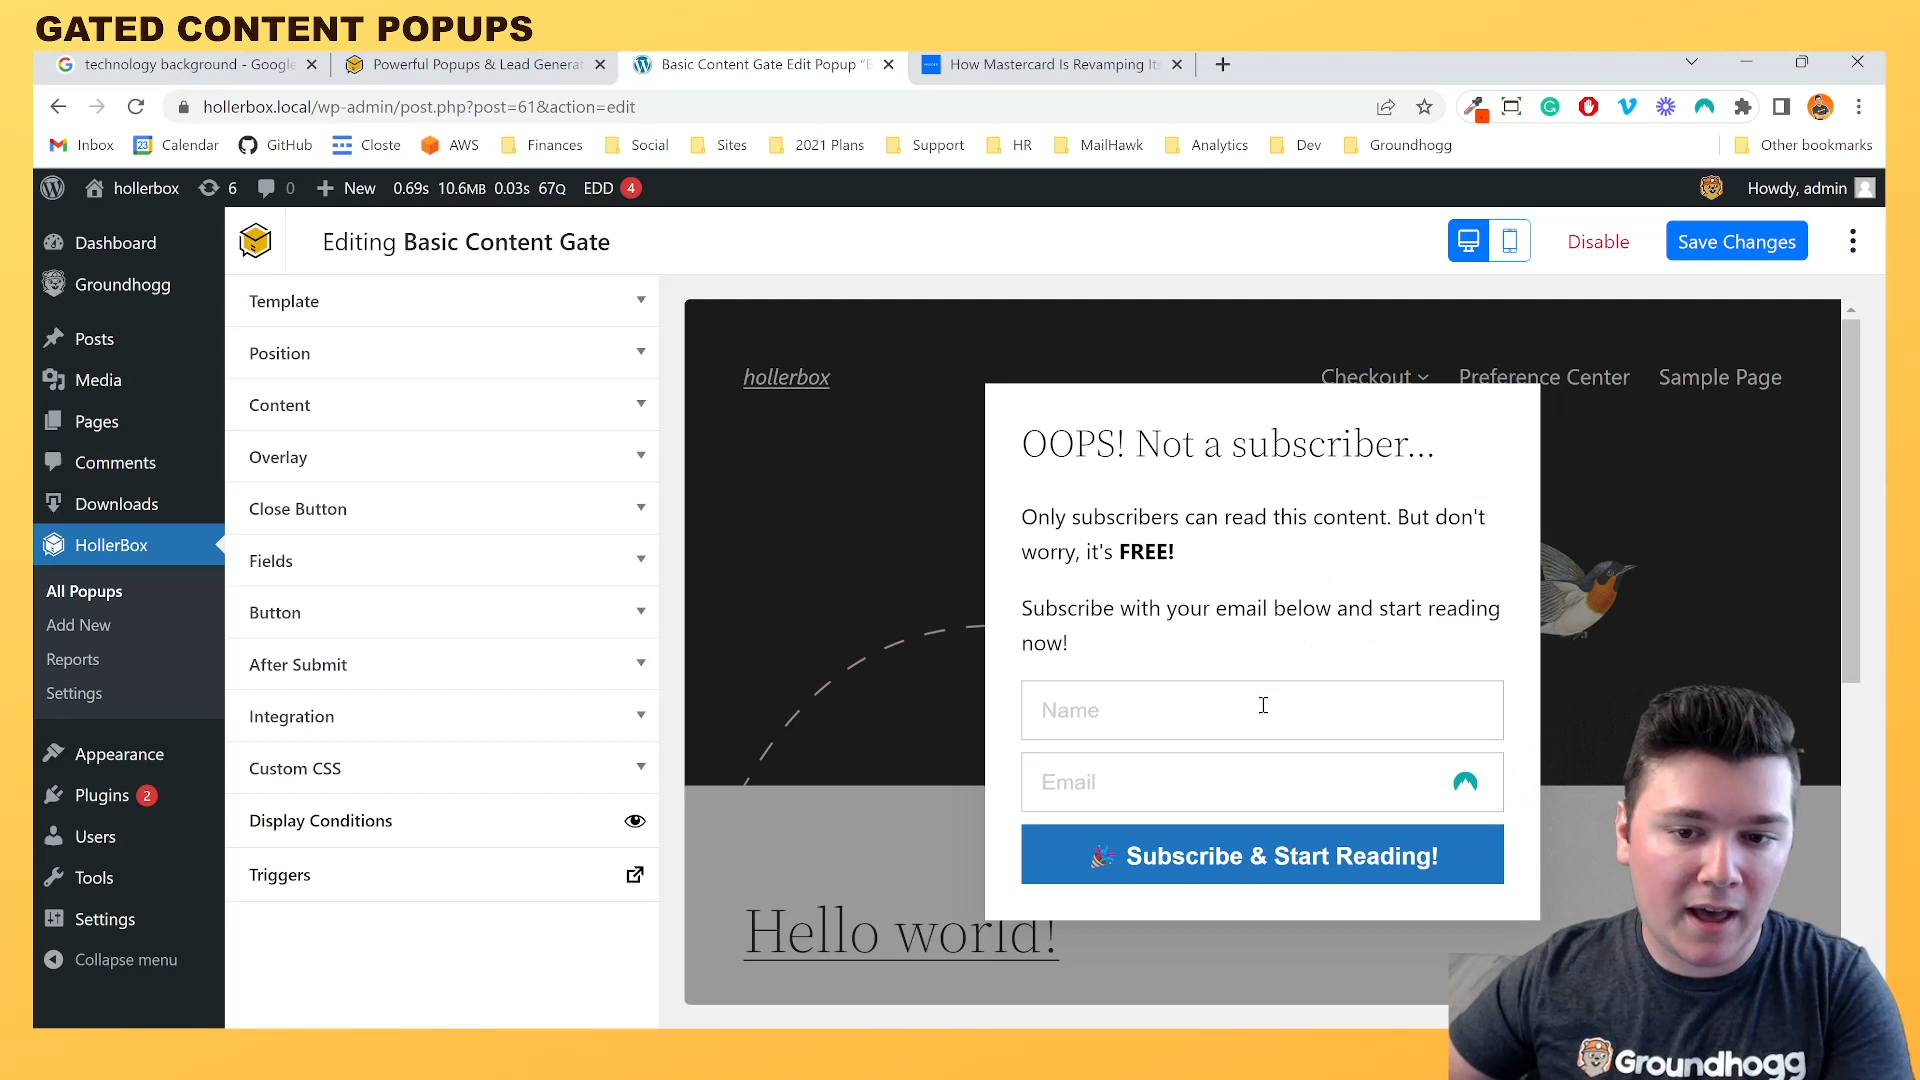 GATED CONTENT POPUPS
technology background - Google
Powerful Popups & Lead Generat
Basic Content Gate Edit Popup "B
How Mastercard Is Revamping Its
hollerbox.local/wp-admin/post.php?post=61&action=edit
Inbox
23
Calendar
GitHub
Closte
AWS
Finances
Social
Sites
2021 Plans
Support
HR
MailHawk
Analytics
Dev
Groundhogg
Other bookmarks
hollerbox
6
0
New
0.69s 10.6MB 0.03s 67Q
EDD 4
Howdy, admin
Dashboard
Groundhogg
Posts
Media
Pages
Comments
Downloads
HollerBox
All Popups
Add New
Reports
Settings
Appearance
Plugins 2
Users
Tools
Settings
Collapse menu
Editing Basic Content Gate
Disable
Save Changes
Template
Position
Content
Overlay
Close Button
Fields
Button
After Submit
Integration
Custom CSS
Display Conditions
Triggers
hollerbox
Checkout
Preference Center
Sample Page
OOPS! Not a subscriber...
Only subscribers can read this content. But don't
worry, it's FREE!
Subscribe with your email below and start reading
now!
Name
Email
🎉 Subscribe & Start Reading!
Hello world!
Groundhogg